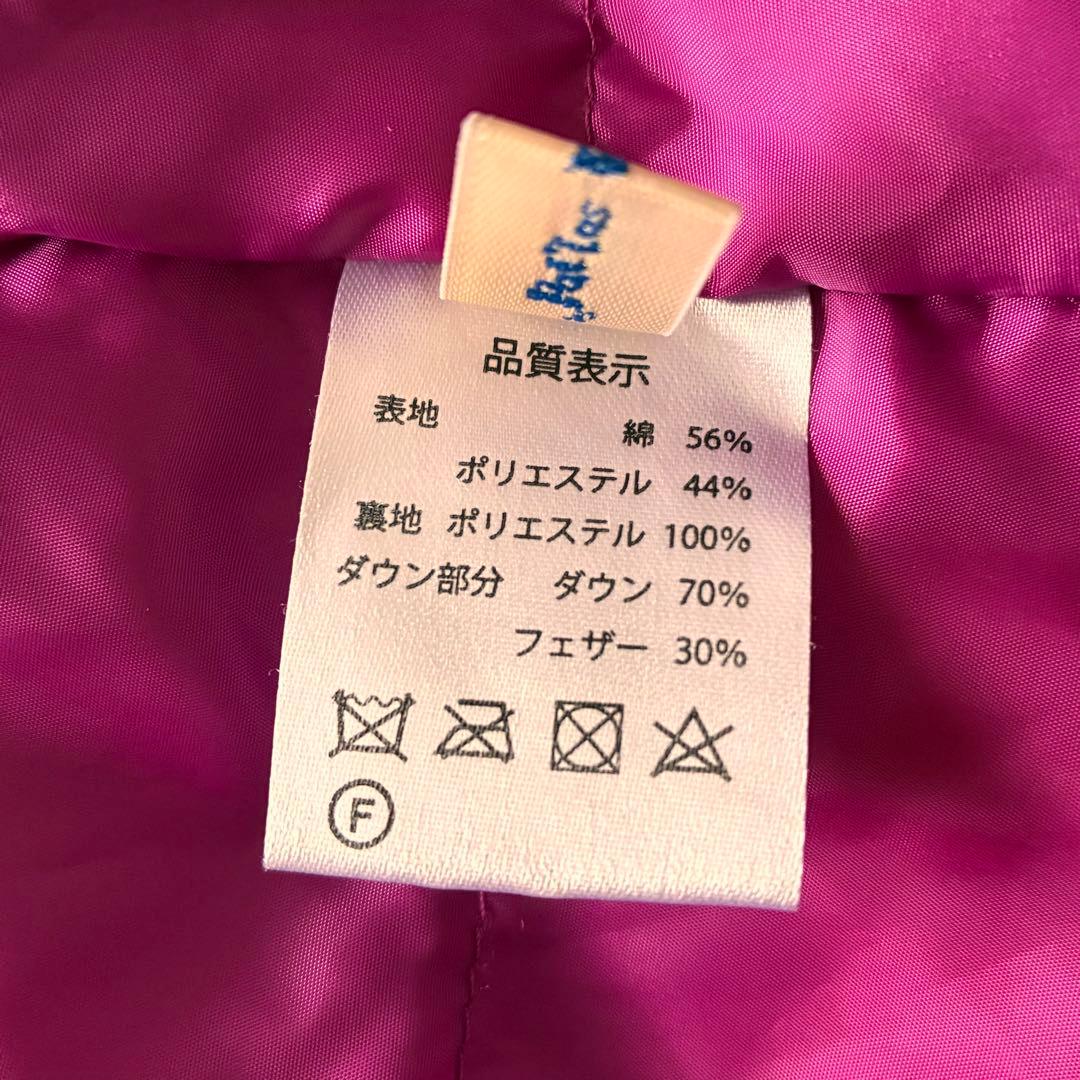 品質表示
表地 綿 56%
ポリエステル 44%
裏地 ポリエステル 100%
ダウン部分 ダウン 70%
フェザー 30%
F